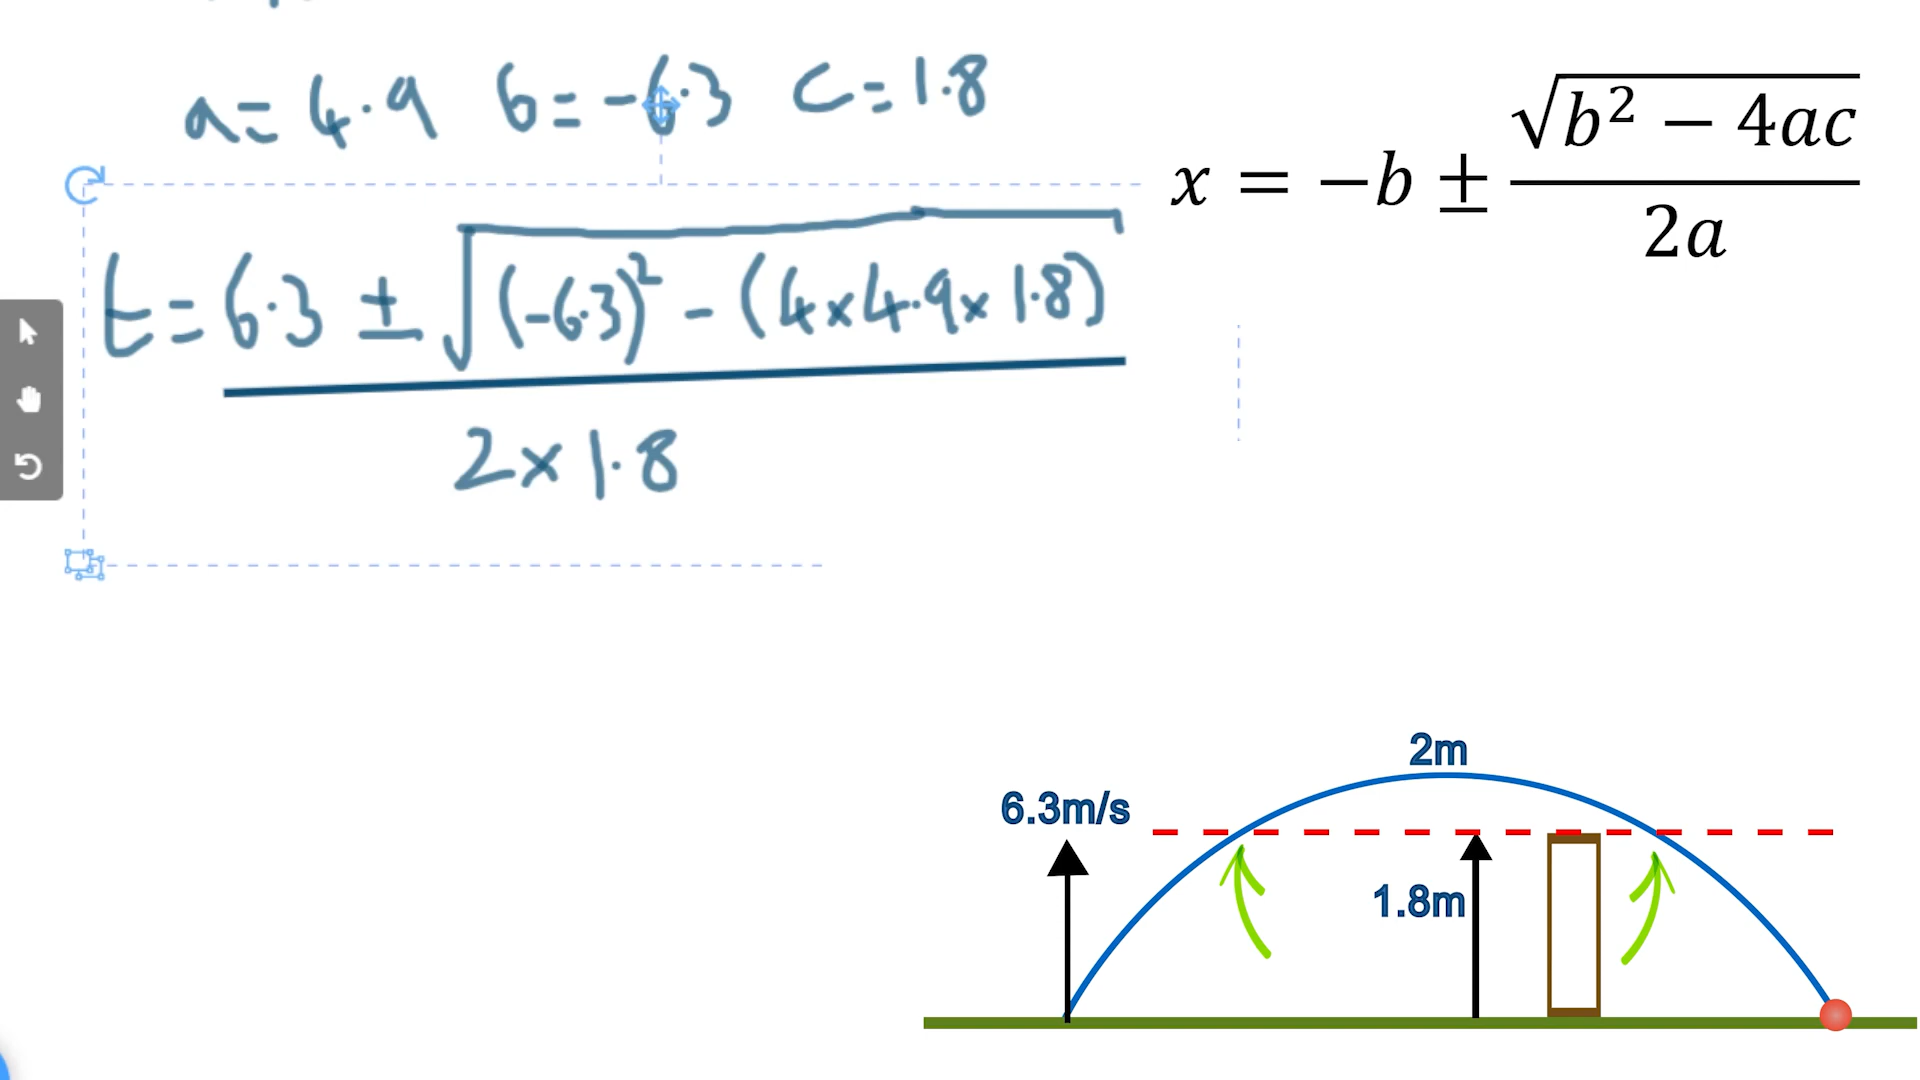 a = 4.9 b = -6.3 c = 1.8
x = −b ± √(b² − 4ac) / 2a
t = 6.3 ± √((-6.3)² - (4×4.9×1.8))
2 × 1.8
2m
6.3m/s
1.8m